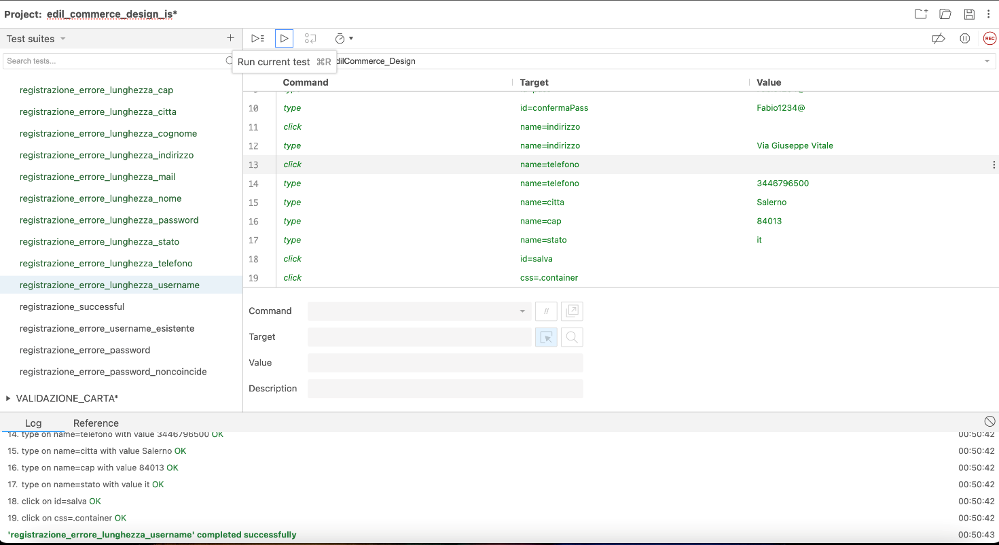 Project: edil_commerce_design_is*
Test suites
+
Run current test ⌘R
Search tests...
dilCommerce_Design
Command Target Value
registrazione_errore_lunghezza_cap
registrazione_errore_lunghezza_citta
registrazione_errore_lunghezza_cognome
registrazione_errore_lunghezza_indirizzo
registrazione_errore_lunghezza_mail
registrazione_errore_lunghezza_nome
registrazione_errore_lunghezza_password
registrazione_errore_lunghezza_stato
registrazione_errore_lunghezza_telefono
registrazione_errore_lunghezza_username
registrazione_successful
registrazione_errore_username_esistente
registrazione_errore_password
registrazione_errore_password_noncoincide
VALIDAZIONE_CARTA*
10 type id=confermaPass Fabio1234@
11 click name=indirizzo
12 type name=indirizzo Via Giuseppe Vitale
13 click name=telefono
14 type name=telefono 3446796500
15 type name=citta Salerno
16 type name=cap 84013
17 type name=stato it
18 click id=salva
19 click css=.container
Command //
Target
Value
Description
REC
Log Reference
14. type on name=telefono with value 3446796500 OK 00:50:42
15. type on name=citta with value Salerno OK 00:50:42
16. type on name=cap with value 84013 OK 00:50:42
17. type on name=stato with value it OK 00:50:42
18. click on id=salva OK 00:50:42
19. click on css=.container OK 00:50:42
'registrazione_errore_lunghezza_username' completed successfully 00:50:43